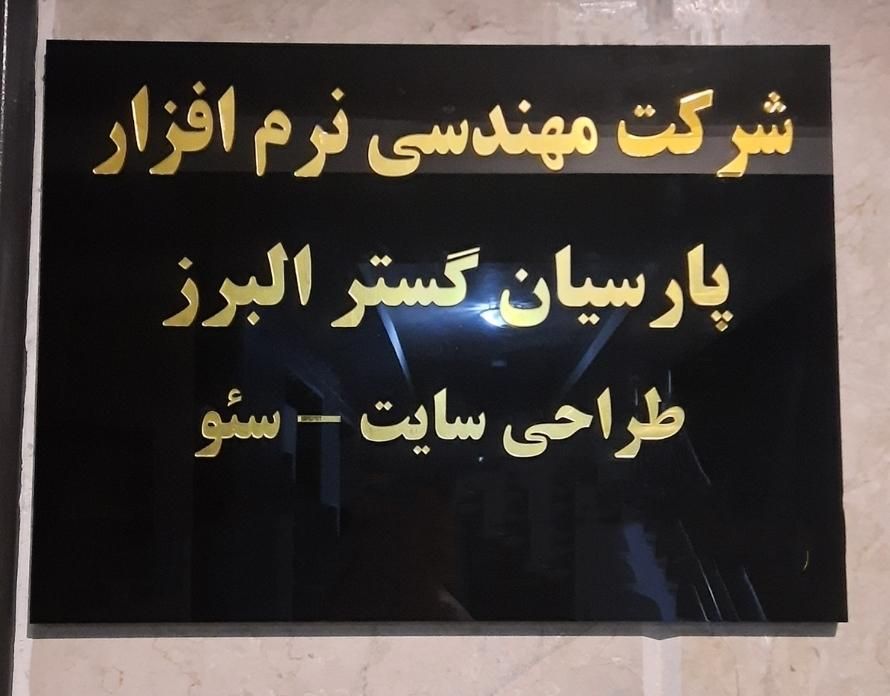 شرکت مهندسی نرم افزار
پارسیان گستر البرز
طراحی سایت – سئو